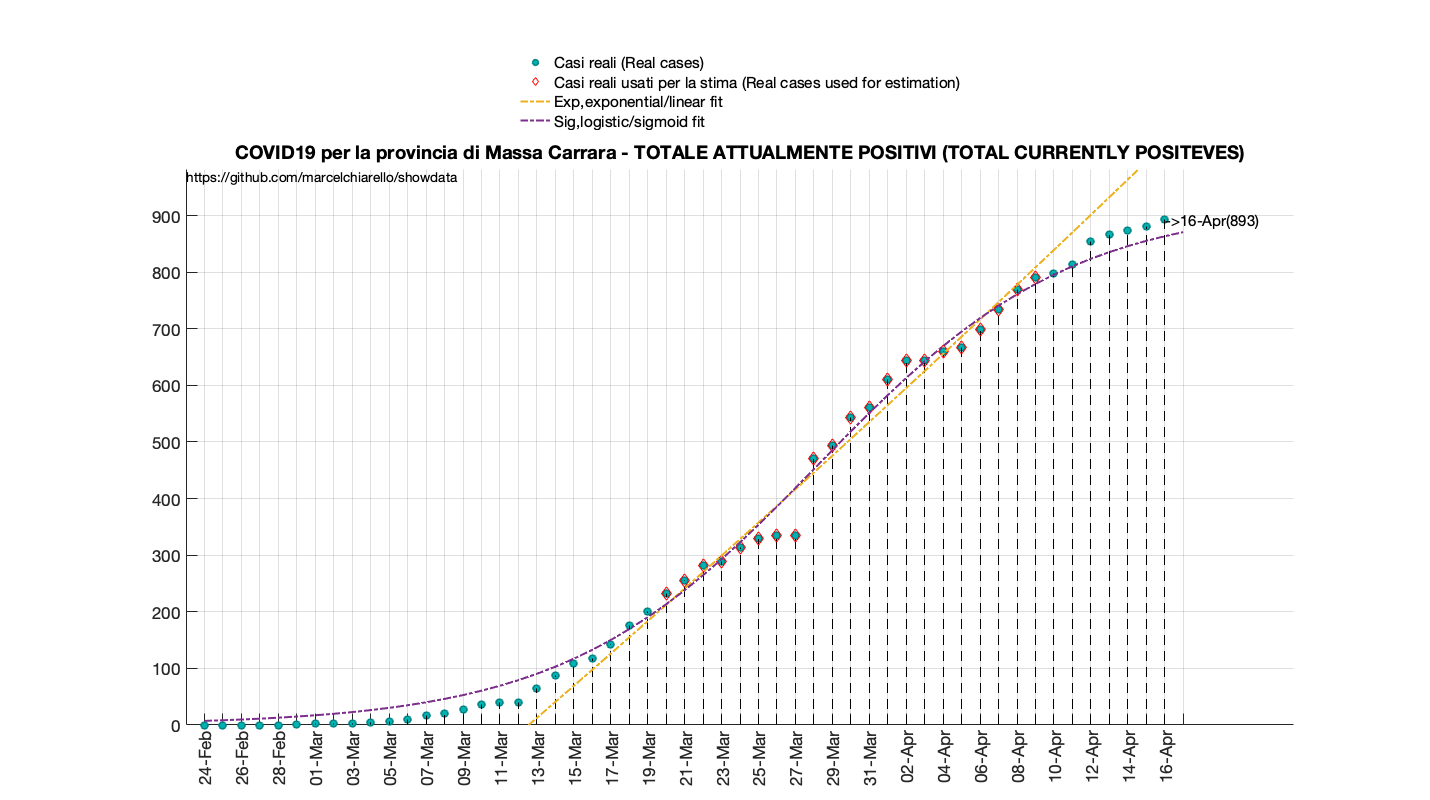 Casi reali (Real cases)
Casi reali usati per la stima (Real cases used for estimation)
Exp,exponential/linear fit
Sig,logistic/sigmoid fit
COVID19 per la provincia di Massa Carrara - TOTALE ATTUALMENTE POSITIVI (TOTAL CURRENTLY POSITEVES)
https://github.com/marcelchiarello/showdata
900
->16-Apr(893)
800
700
600
500
400
300
200
100
0
24-Feb
26-Feb
28-Feb
01-Mar
03-Mar
05-Mar
07-Mar
09-Mar
11-Mar
13-Mar
15-Mar
17-Mar
19-Mar
21-Mar
23-Mar
25-Mar
27-Mar
29-Mar
31-Mar
02-Apr
04-Apr
06-Apr
08-Apr
10-Apr
12-Apr
14-Apr
16-Apr